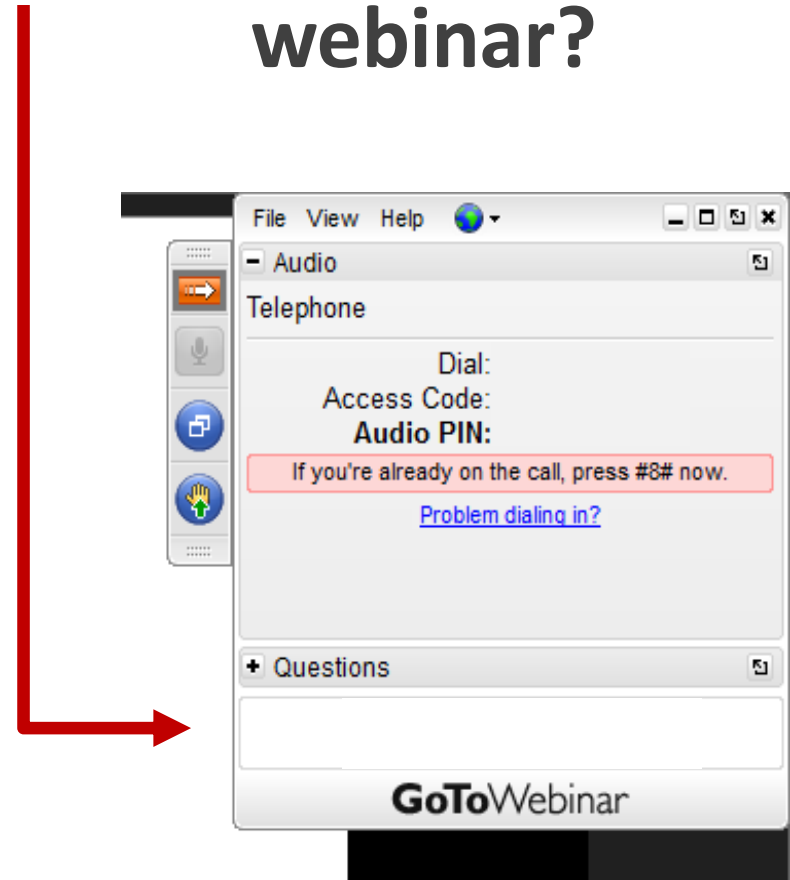 webinar?
File View Help
Audio
Telephone
Dial:
Access Code:
Audio PIN:
If you're already on the call, press #8# now.
Problem dialing in?
Questions
GoToWebinar